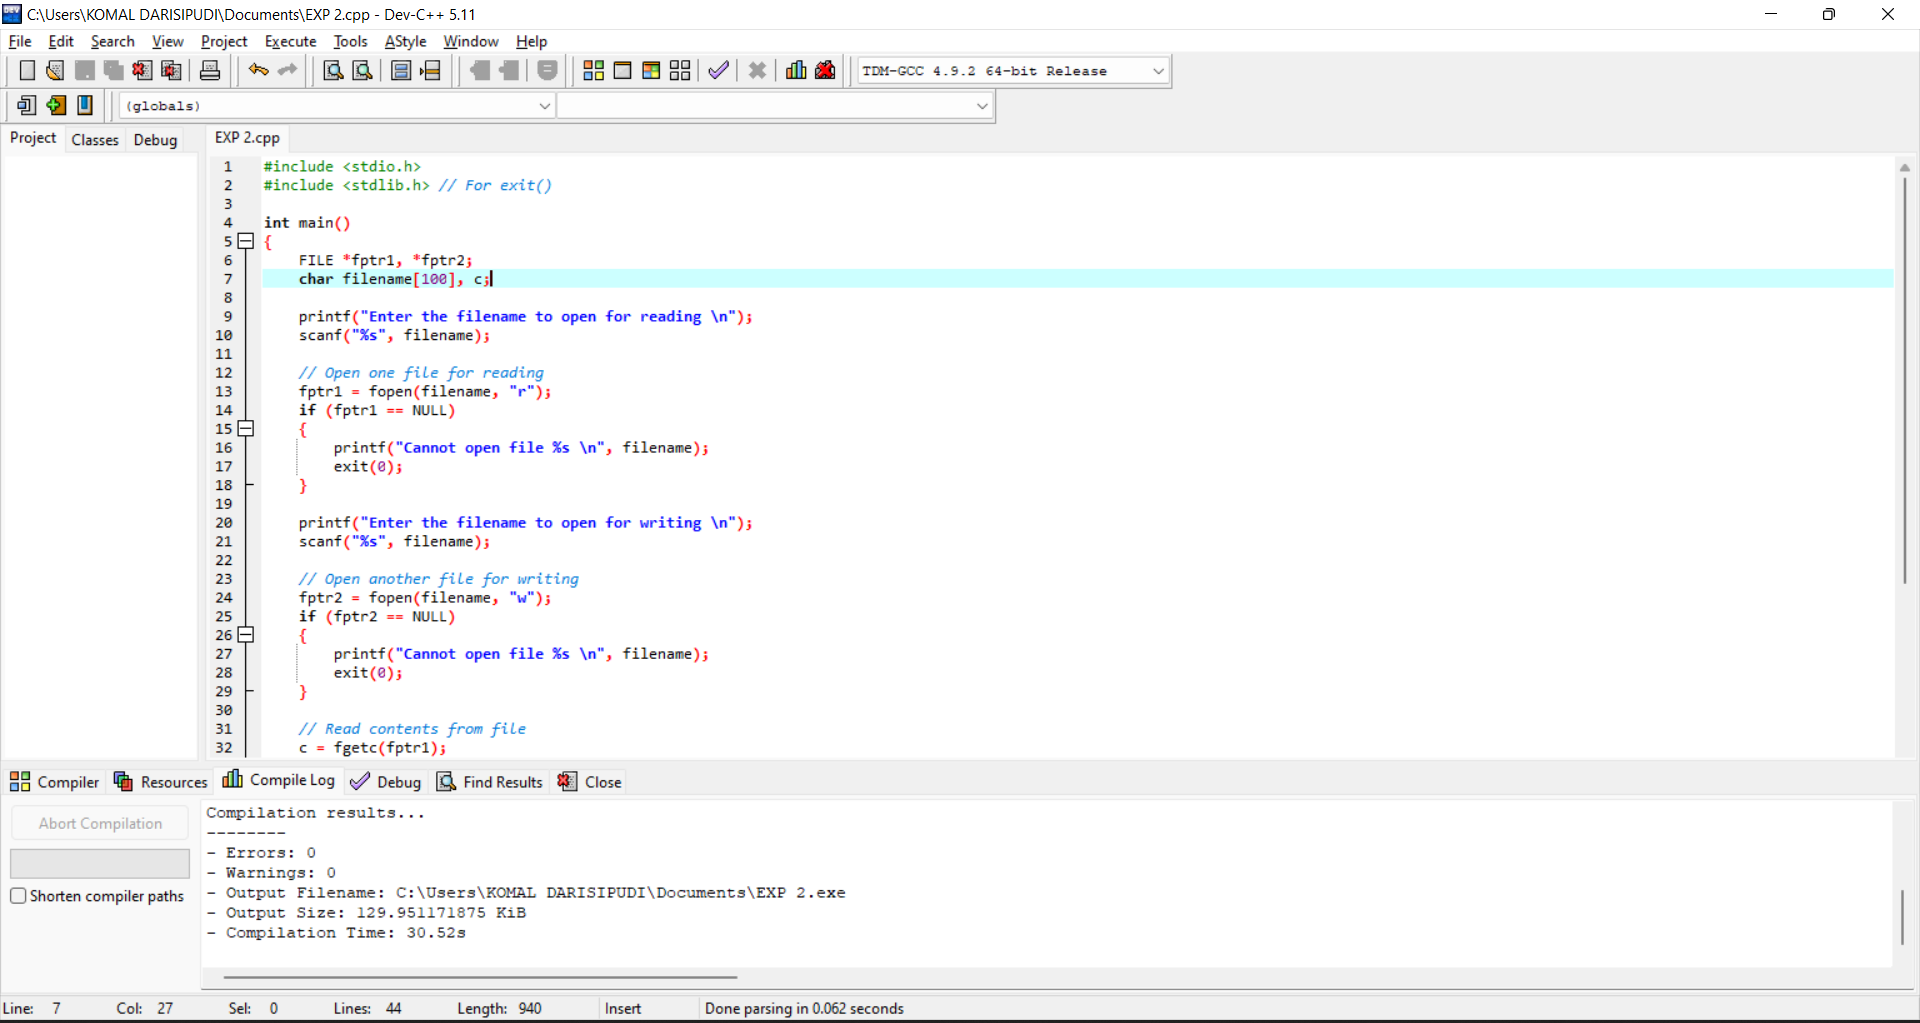 C:\Users\KOMAL DARISIPUDI\Documents\EXP 2.cpp - Dev-C++ 5.11
File Edit Search View Project Execute Tools AStyle Window Help
TDM-GCC 4.9.2 64-bit Release
(globals)
Project Classes Debug EXP 2.cpp
1 #include <stdio.h>
2 #include <stdlib.h> // For exit()
3
4 int main()
5 {
6 FILE *fptr1, *fptr2;
7 char filename[100], c;
8
9 printf("Enter the filename to open for reading \n");
10 scanf("%s", filename);
11
12 // Open one file for reading
13 fptr1 = fopen(filename, "r");
14 if (fptr1 == NULL)
15 {
16 printf("Cannot open file %s \n", filename);
17 exit(0);
18 }
19
20 printf("Enter the filename to open for writing \n");
21 scanf("%s", filename);
22
23 // Open another file for writing
24 fptr2 = fopen(filename, "w");
25 if (fptr2 == NULL)
26 {
27 printf("Cannot open file %s \n", filename);
28 exit(0);
29 }
30
31 // Read contents from file
32 c = fgetc(fptr1);
Compiler Resources Compile Log Debug Find Results Close
Abort Compilation
Shorten compiler paths
Compilation results...
--------
- Errors: 0
- Warnings: 0
- Output Filename: C:\Users\KOMAL DARISIPUDI\Documents\EXP 2.exe
- Output Size: 129.951171875 KiB
- Compilation Time: 30.52s
Line: 7 Col: 27 Sel: 0 Lines: 44 Length: 940 Insert Done parsing in 0.062 seconds